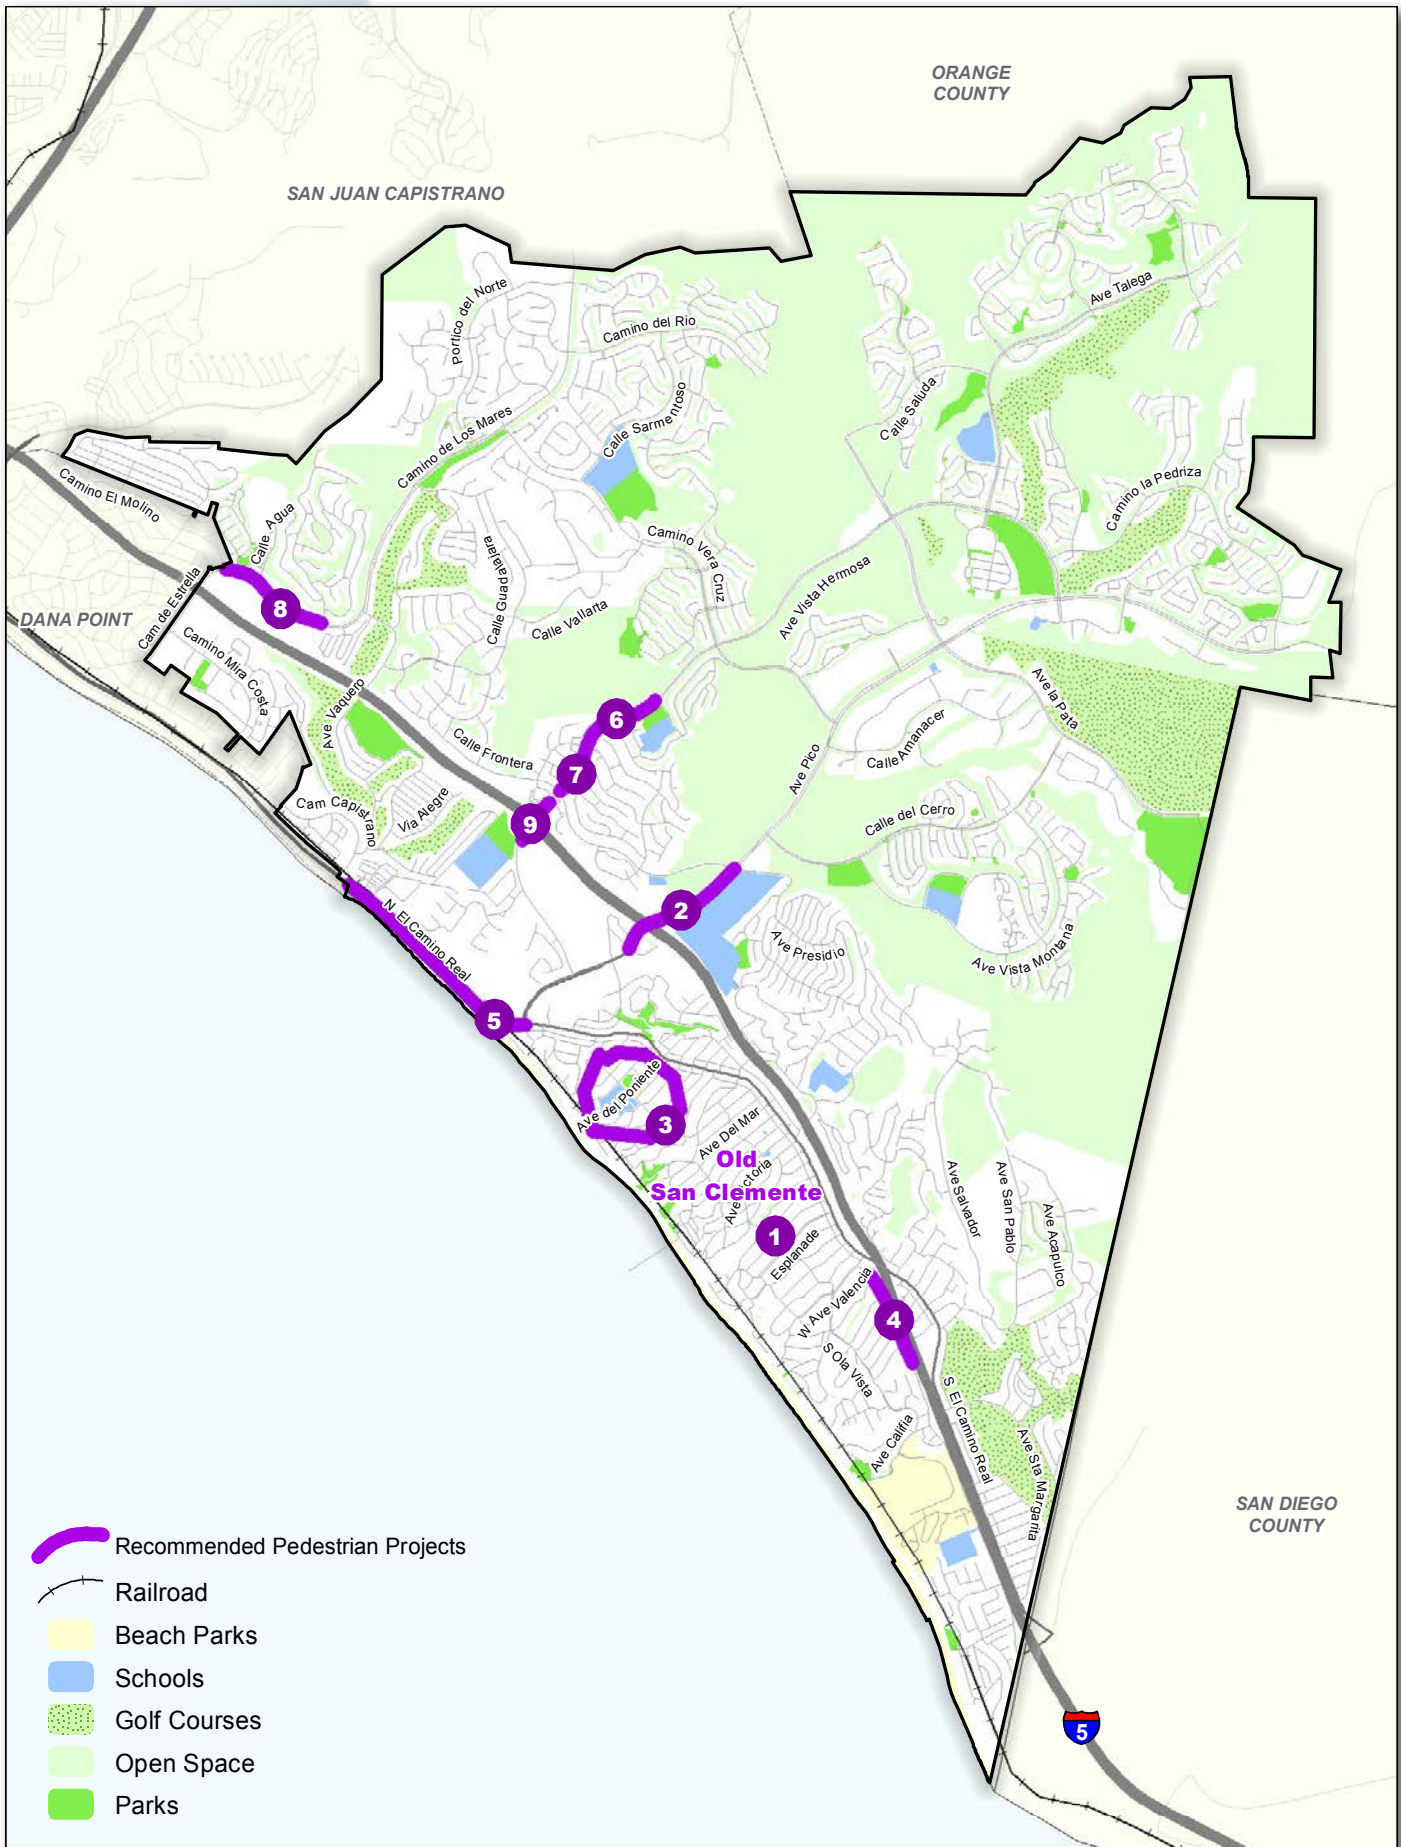 ORANGE
COUNTY
SAN JUAN CAPISTRANO
Ave Talega
Portico del Norte
Camino del Rio
Calle Saluda
Calle Sarmentoso
Camino de Los Mares
Camino la Pedriza
Camino El Molino
Calle Agua
Camino Vera Cruz
Calle Guadalajara
Ave Vista Hermosa
Cam de Estrella
8
DANA POINT
Calle Vallarta
Camino Mira Costa
Ave la Pata
Ave Vaquero
6
Calle Amanacer
Calle Frontera
7
Ave Pico
Cam Capistrano
Via Alegre
9
Calle del Cerro
2
N El Camino Real
Ave Presidio
Ave Vista Montana
5
Ave del Poniente
3
Ave Del Mar
Old
San Clemente
Ave Victoria
Ave Salvador
Ave San Pablo
Ave Acapulco
1
Esplanade
W Ave Valencia
4
S Ola Vista
S El Camino Real
Ave Califia
Ave Sta Margarita
SAN DIEGO
COUNTY
Recommended Pedestrian Projects
Railroad
Beach Parks
Schools
Golf Courses
Open Space
Parks
5